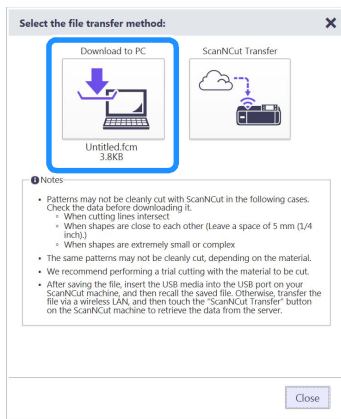 Select the file transfer method:
Download to PC
ScanNCut Transfer
Untitled.fcm
3.8KB
Notes
• Patterns may not be cleanly cut with ScanNCut in the following cases.
Check the data before downloading it.
◦ When cutting lines intersect
◦ When shapes are close to each other (Leave a space of 5 mm (1/4
inch).)
◦ When shapes are extremely small or complex
• The same patterns may not be cleanly cut, depending on the material.
• We recommend performing a trial cutting with the material to be cut.
• After saving the file, insert the USB media into the USB port on your
ScanNCut machine, and then recall the saved file. Otherwise, transfer the
file via a wireless LAN, and then touch the "ScanNCut Transfer" button
on the ScanNCut machine to retrieve the data from the server.
Close